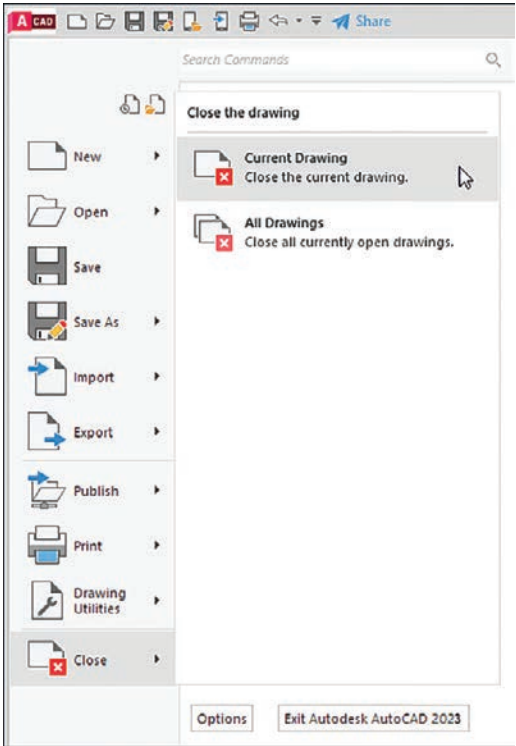 A CAD
Share
Search Commands
Close the drawing
New
Open
Save
Save As
Import
Export
Publish
Print
Drawing
Utilities
Close
Current Drawing
Close the current drawing.
All Drawings
Close all currently open drawings.
Options
Exit Autodesk AutoCAD 2023